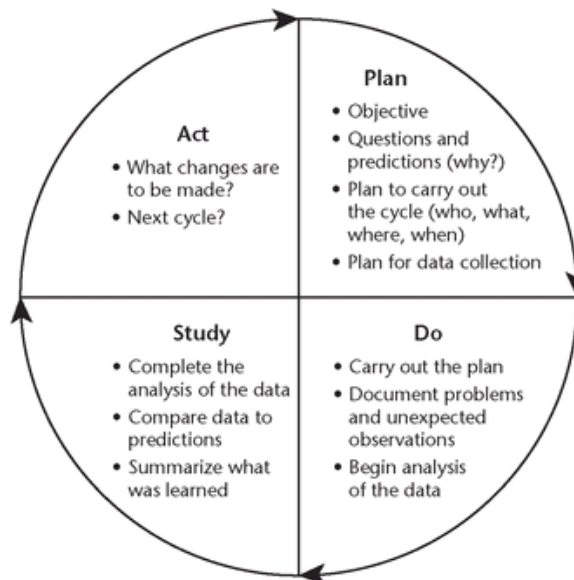 Plan
• Objective
• Questions and
predictions (why?)
• Plan to carry out
the cycle (who, what,
where, when)
• Plan for data collection
Do
• Carry out the plan
• Document problems
and unexpected
observations
• Begin analysis
of the data
Study
• Complete the
analysis of the data
• Compare data to
predictions
• Summarize what
was learned
Act
• What changes are
to be made?
• Next cycle?